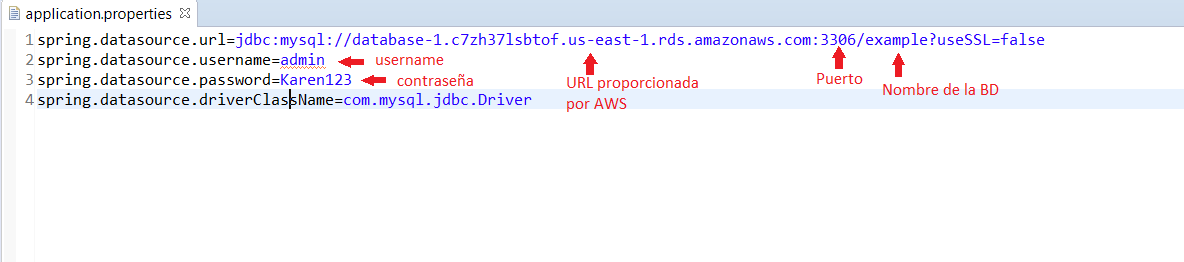 application.properties
1 spring.datasource.url=jdbc:mysql://database-1.c7zh37lsbtof.us-east-1.rds.amazonaws.com:3306/example?useSSL=false
2 spring.datasource.username=admin
username
3 spring.datasource.password=Karen123
contraseña
4 spring.datasource.driverClassName=com.mysql.jdbc.Driver
URL proporcionada
por AWS
Puerto
Nombre de la BD